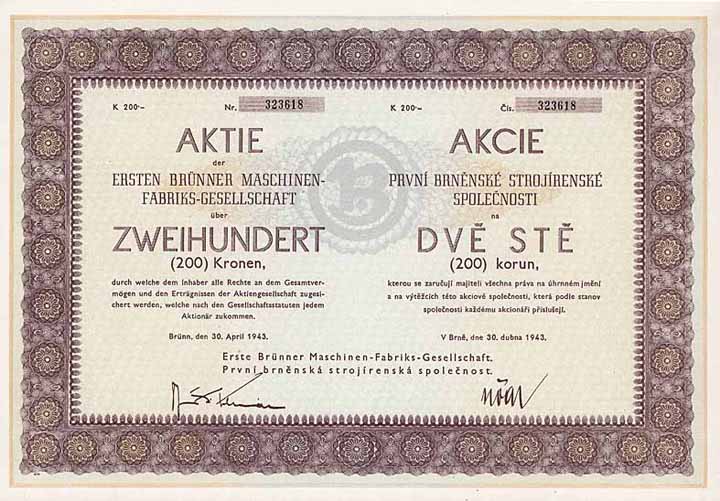 K 200·– Nr. 323618
AKTIE
der
ERSTEN BRÜNNER MASCHINEN-
FABRIKS-GESELLSCHAFT
über
ZWEIHUNDERT
(200) Kronen,
durch welche dem Inhaber alle Rechte an dem Gesamtver-
mögen und den Erträgnissen der Aktiengesellschaft zugesi-
chert werden, welche nach den Gesellschaftsstatuten jedem
Aktionär zukommen.
Brünn, den 30. April 1943.
K 200·– Čís. 323618
AKCIE
PRVNÍ BRNĚNSKÉ STROJÍRENSKÉ
SPOLEČNOSTI
na
DVĚ STĚ
(200) korun,
kterou se zaručují majiteli všechna práva na úhrnném jmění
a na výtěžcích této akciové společnosti, která podle stanov
společnosti každému akcionáři příslušejí.
V Brně, dne 30. dubna 1943.
Erste Brünner Maschinen-Fabriks-Gesellschaft.
První brněnská strojírenská společnost.